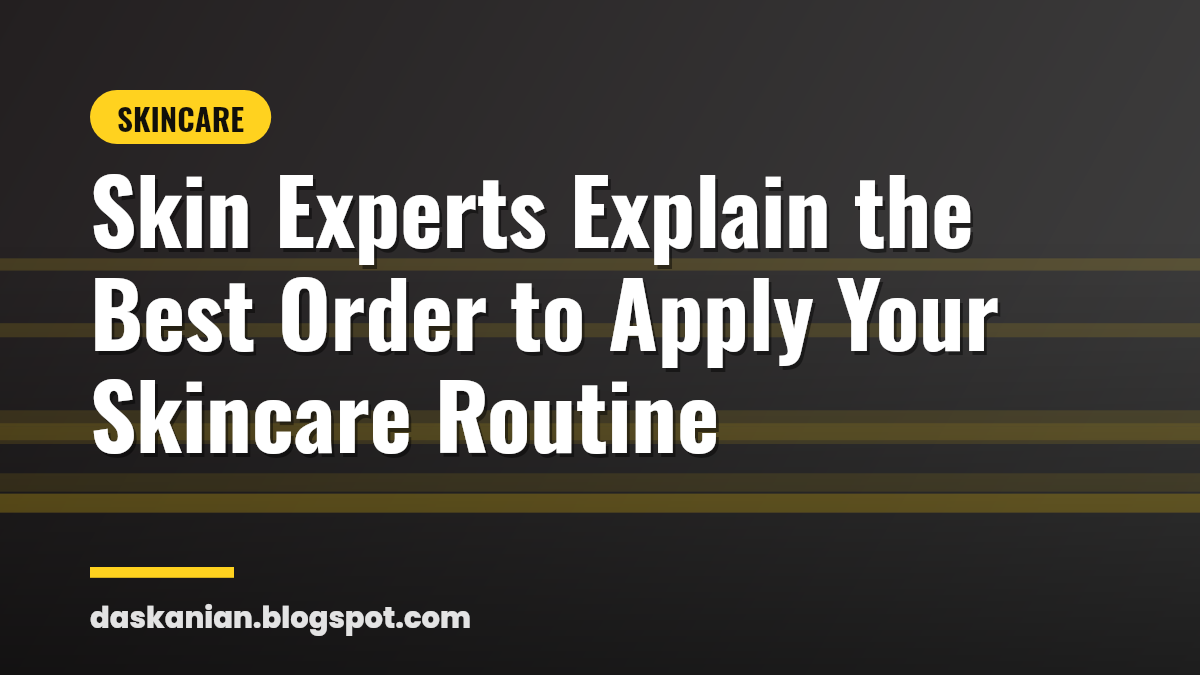 SKINCARE
Skin Experts Explain the
Best Order to Apply Your
Skincare Routine
daskanian.blogspot.com